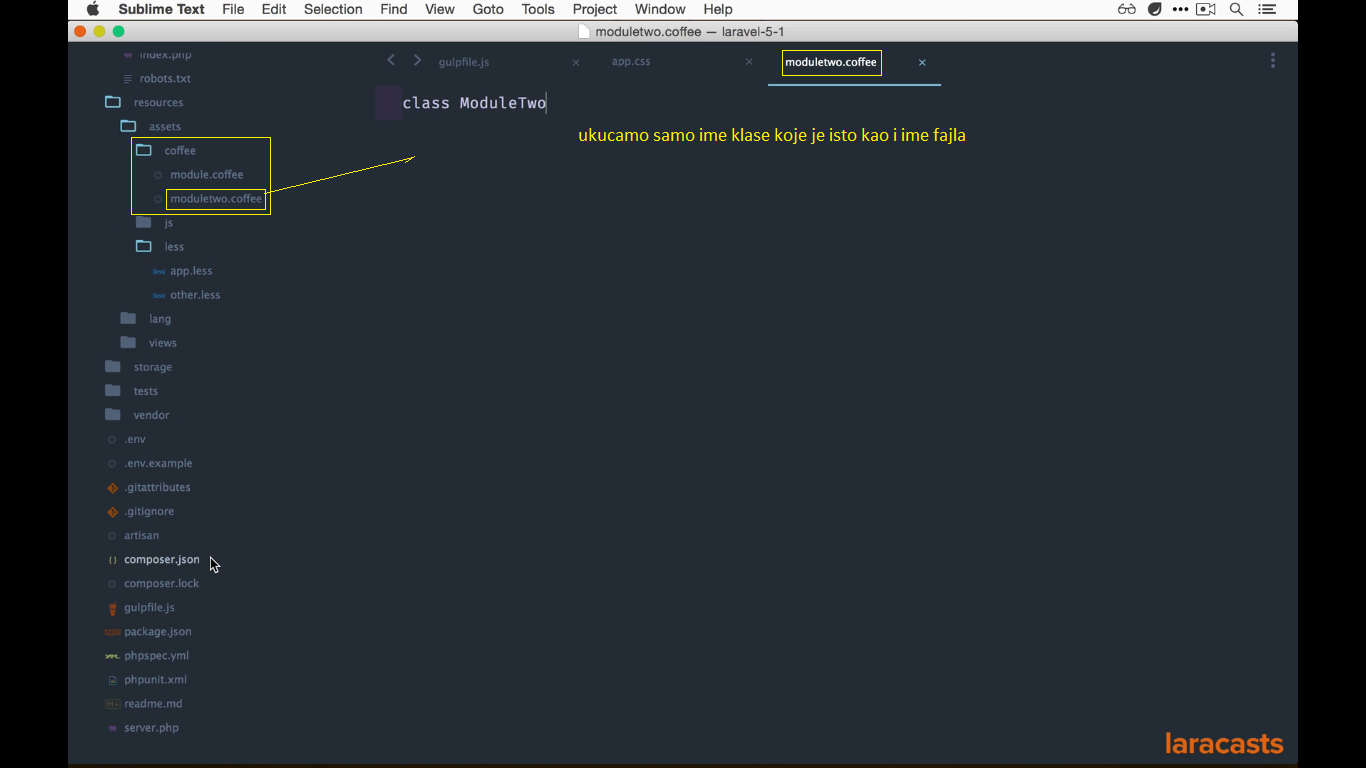 Sublime Text File Edit Selection Find View Goto Tools Project Window Help
moduletwo.coffee — laravel-5-1
index.php
robots.txt
resources
assets
coffee
module.coffee
moduletwo.coffee
js
less
app.less
other.less
lang
views
storage
tests
vendor
.env
.env.example
.gitattributes
.gitignore
artisan
composer.json
composer.lock
gulpfile.js
package.json
phpspec.yml
phpunit.xml
readme.md
server.php
gulpfile.js app.css moduletwo.coffee
class ModuleTwo
ukucamo samo ime klase koje je isto kao i ime fajla
laracasts